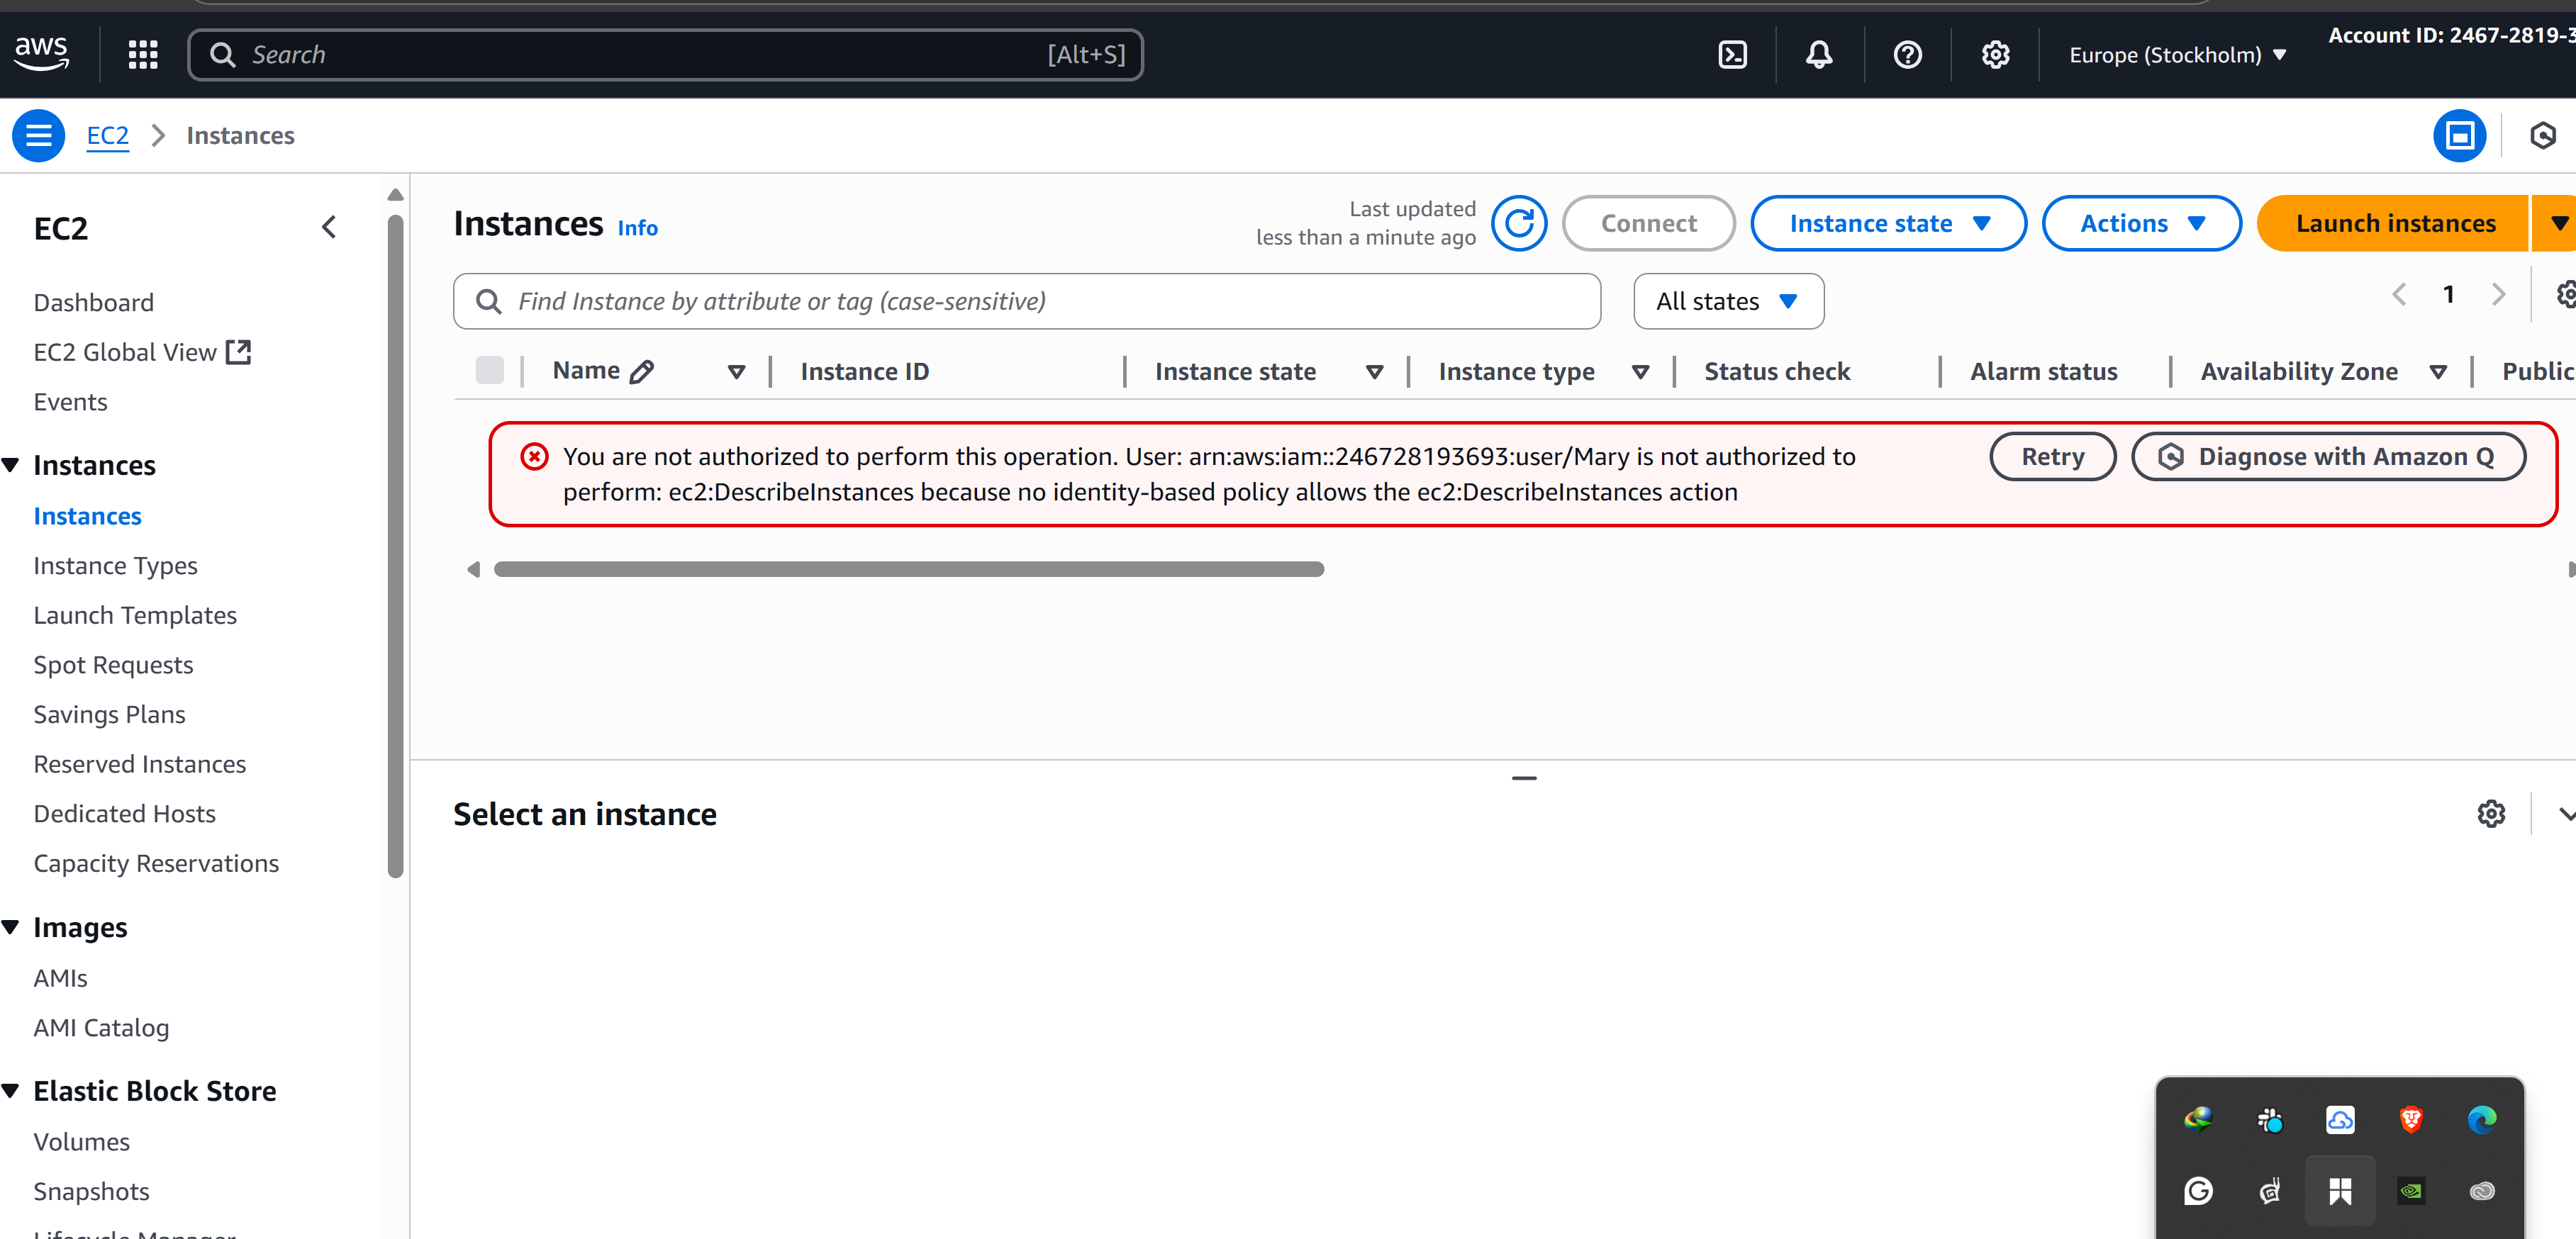 aws
Search [Alt+S]
Europe (Stockholm)
Account ID: 2467-2819-3
EC2 Instances
EC2
Dashboard
EC2 Global View
Events
Instances
Instances
Instance Types
Launch Templates
Spot Requests
Savings Plans
Reserved Instances
Dedicated Hosts
Capacity Reservations
Images
AMIs
AMI Catalog
Elastic Block Store
Volumes
Snapshots
Lifecycle Manager
Instances Info
Last updated
less than a minute ago
Connect
Instance state
Actions
Launch instances
Find Instance by attribute or tag (case-sensitive)
All states
1
Name Instance ID Instance state Instance type Status check Alarm status Availability Zone Public
You are not authorized to perform this operation. User: arn:aws:iam::246728193693:user/Mary is not authorized to
perform: ec2:DescribeInstances because no identity-based policy allows the ec2:DescribeInstances action
Retry
Diagnose with Amazon Q
Select an instance